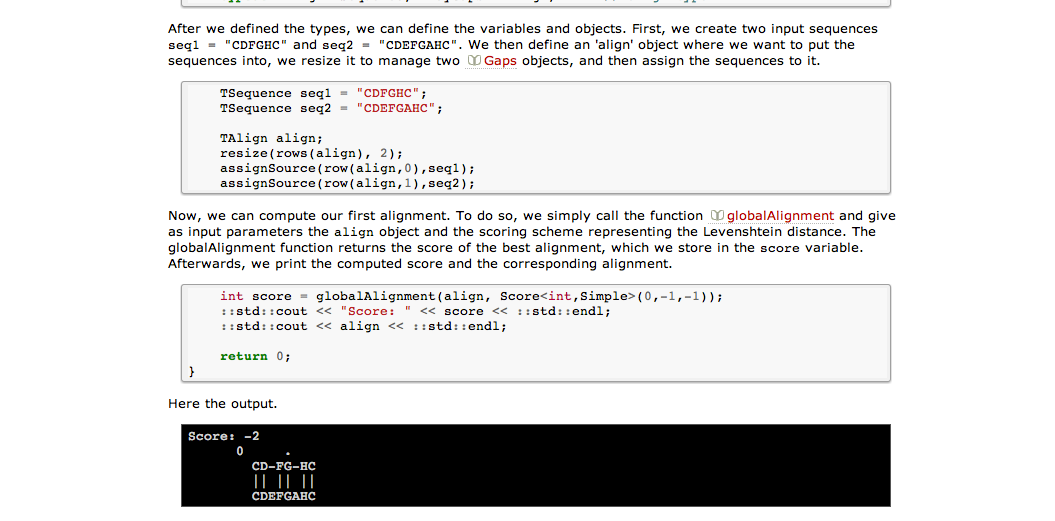 After we defined the types, we can define the variables and objects. First, we create two input sequences
seq1 = "CDFGHC" and seq2 = "CDEFGAHC". We then define an 'align' object where we want to put the
sequences into, we resize it to manage two Gaps objects, and then assign the sequences to it.
TSequence seq1 = "CDFGHC";
TSequence seq2 = "CDEFGAHC";
TAlign align;
resize(rows(align), 2);
assignSource(row(align,0),seq1);
assignSource(row(align,1),seq2);
Now, we can compute our first alignment. To do so, we simply call the function globalAlignment and give
as input parameters the align object and the scoring scheme representing the Levenshtein distance. The
globalAlignment function returns the score of the best alignment, which we store in the score variable.
Afterwards, we print the computed score and the corresponding alignment.
int score = globalAlignment(align, Score<int,Simple>(0,-1,-1));
::std::cout << "Score: " << score << ::std::endl;
::std::cout << align << ::std::endl;
return 0;
}
Here the output.
Score: -2
0 .
CD-FG-HC
|| || ||
CDEFGAHC